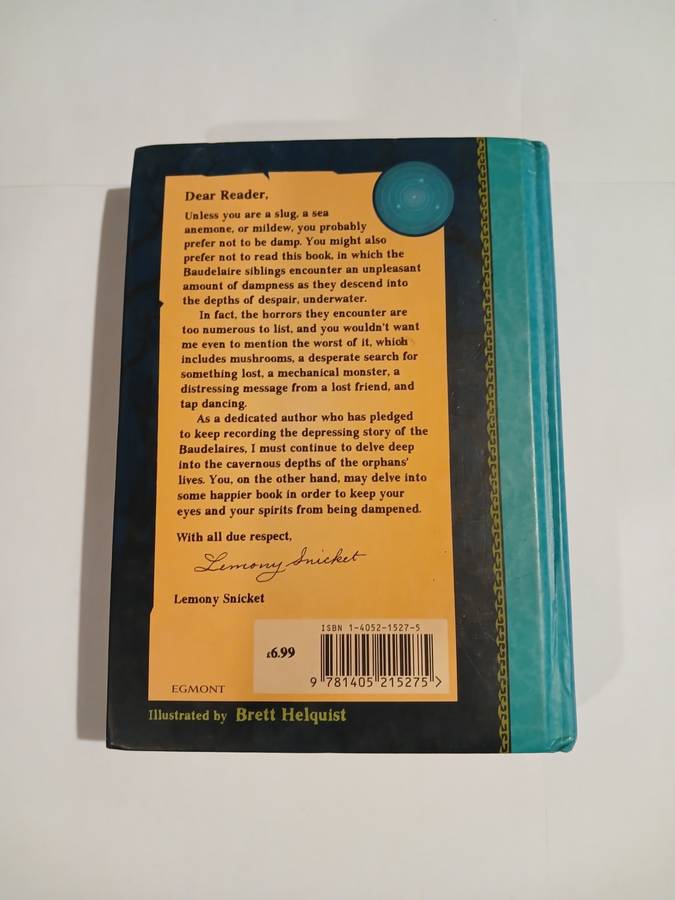 Dear Reader,
Unless you are a slug, a sea
anemone, or mildew, you probably
prefer not to be damp. You might also
prefer not to read this book, in which the
Baudelaire siblings encounter an unpleasant
amount of dampness as they descend into
the depths of despair, underwater.
In fact, the horrors they encounter are
too numerous to list, and you wouldn't want
me even to mention the worst of it, which
includes mushrooms, a desperate search for
something lost, a mechanical monster, a
distressing message from a lost friend, and
tap dancing.
As a dedicated author who has pledged
to keep recording the depressing story of the
Baudelaires, I must continue to delve deep
into the cavernous depths of the orphans'
lives. You, on the other hand, may delve into
some happier book in order to keep your
eyes and your spirits from being dampened.
With all due respect,
Lemony Snicket
Lemony Snicket
ISBN 1-4052-1527-5
£6.99
9 781405 215275 >
EGMONT
Illustrated by Brett Helquist